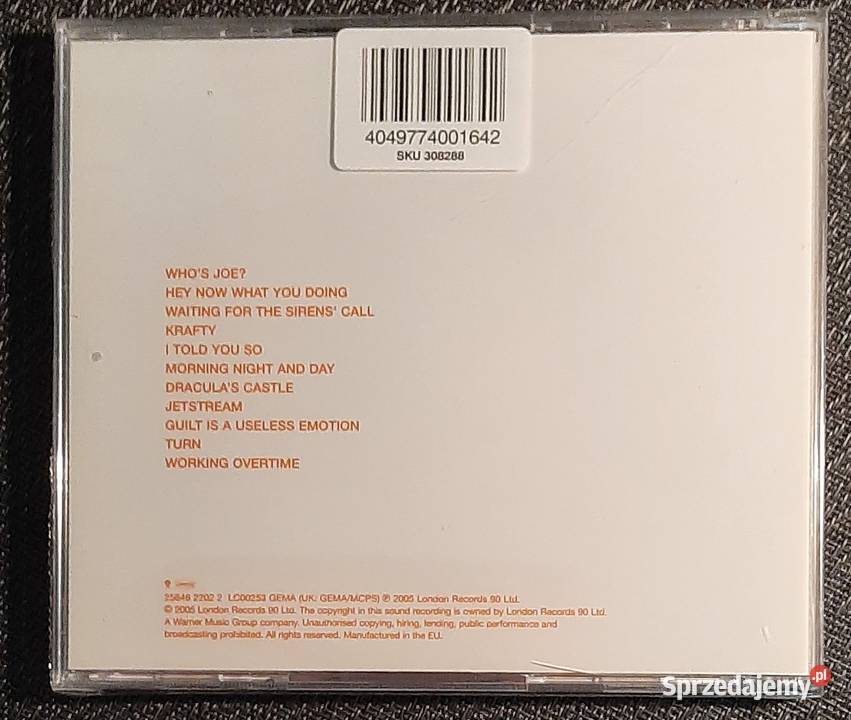 4049774001642
SKU 308288
WHO'S JOE?
HEY NOW WHAT YOU DOING
WAITING FOR THE SIRENS' CALL
KRAFTY
I TOLD YOU SO
MORNING NIGHT AND DAY
DRACULA'S CASTLE
JETSTREAM
GUILT IS A USELESS EMOTION
TURN
WORKING OVERTIME
25646 2202 2 LC00253 GEMA (UK: GEMA/MCPS) ℗ 2005 London Records 90 Ltd.
© 2005 London Records 90 Ltd. The copyright in this sound recording is owned by London Records 90 Ltd.
A Warner Music Group company. Unauthorised copying, hiring, lending, public performance and
broadcasting prohibited. All rights reserved. Manufactured in the EU.
Sprzedajemy.pl